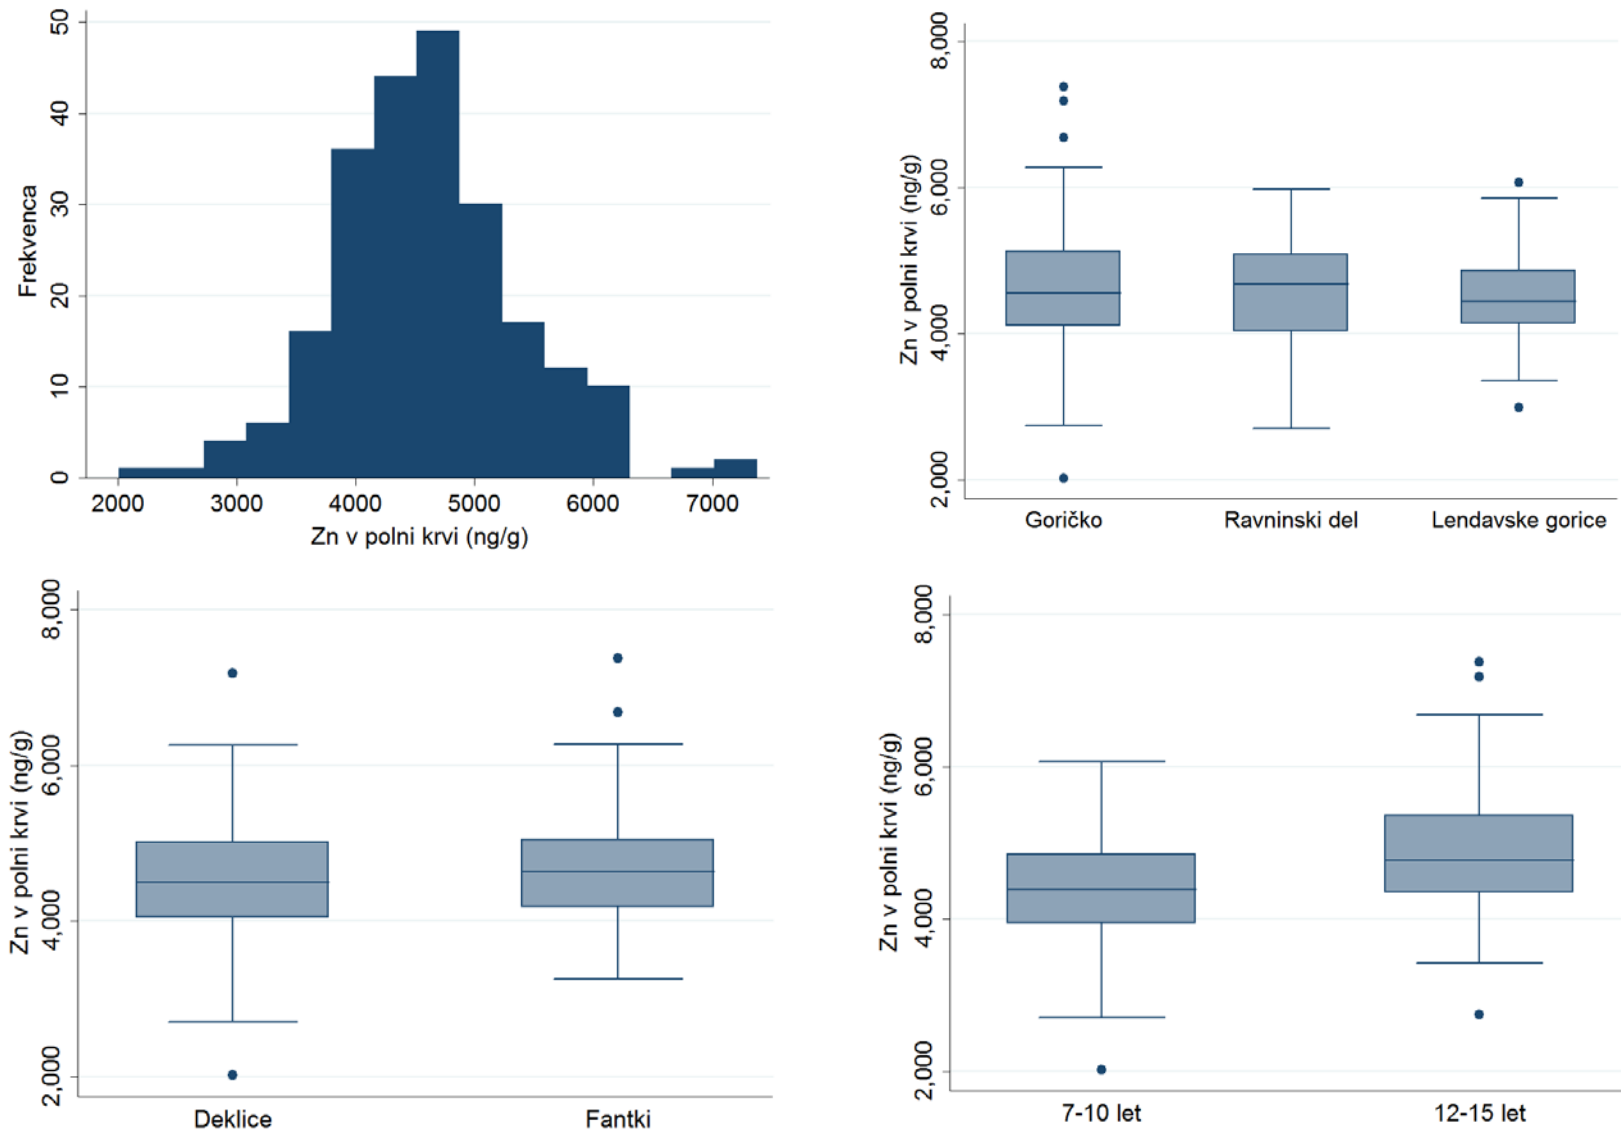 Frekvenca
50
40
30
20
10
0
2000 3000 4000 5000 6000 7000
Zn v polni krvi (ng/g)
Zn v polni krvi (ng/g)
8,000
6,000
4,000
2,000
Goričko Ravninski del Lendavske gorice
Zn v polni krvi (ng/g)
8,000
6,000
4,000
2,000
Deklice Fantki
Zn v polni krvi (ng/g)
8,000
6,000
4,000
2,000
7-10 let 12-15 let